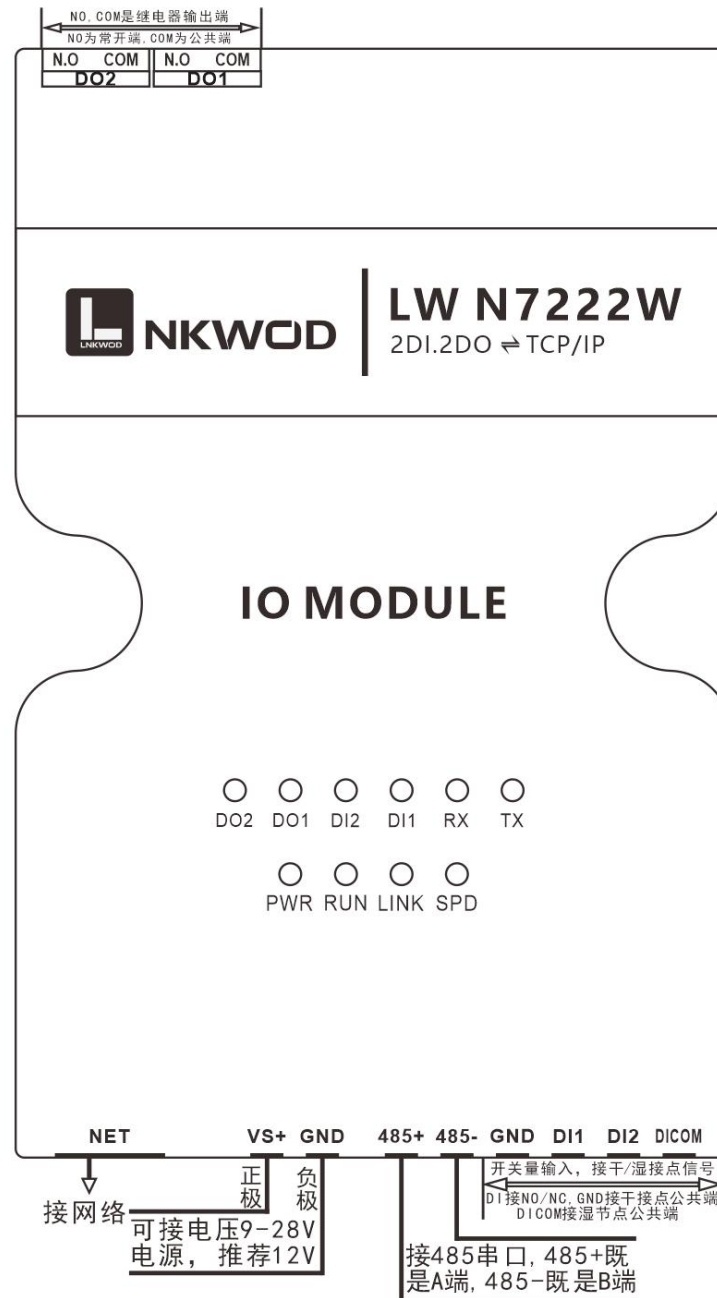 NO,COM是继电器输出端
NO为常开端,COM为公共端
N.O COM N.O COM
DO2 DO1
LNKWOD
NKWOD
LW N7222W
2DI.2DO ⇌ TCP/IP
IO MODULE
DO2 DO1 DI2 DI1 RX TX
PWR RUN LINK SPD
NET VS+ GND 485+ 485- GND DI1 DI2 DICOM
正极
负极
接网络
可接电压9-28V
电源，推荐12V
开关量输入，接干/湿接点信号
DI接NO/NC,GND接干接点公共端
DICOM接湿节点公共端
接485串口,485+既
是A端,485-既是B端